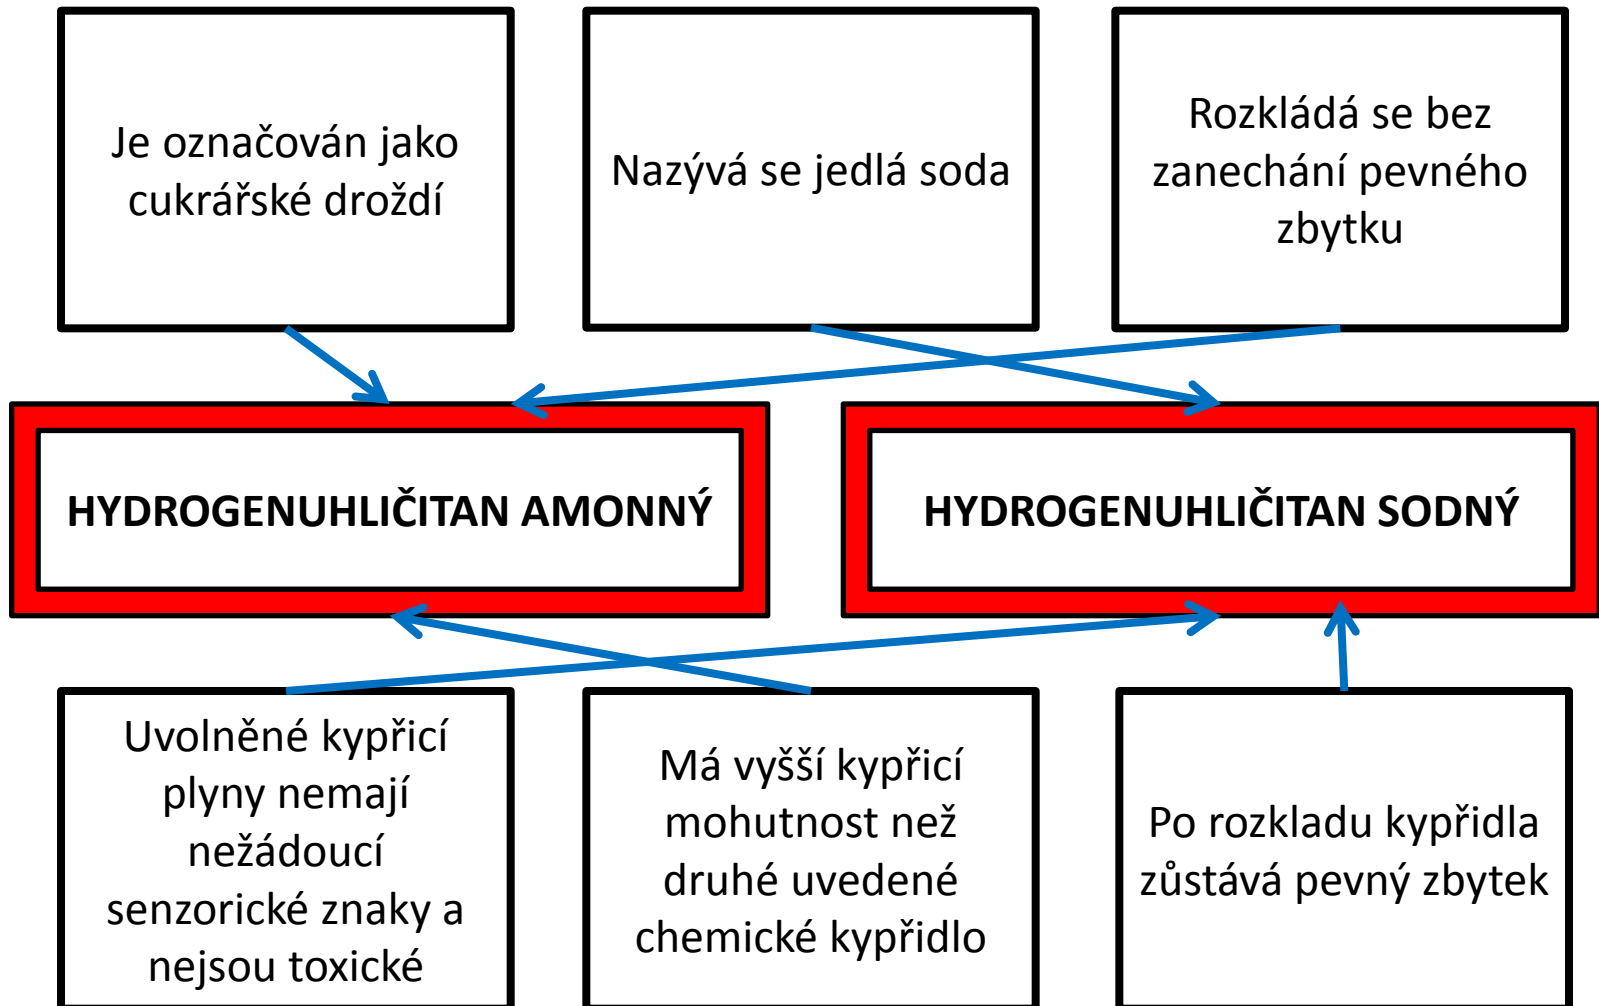 Je označován jako
cukrářské droždí
Nazývá se jedlá soda
Rozkládá se bez
zanechání pevného
zbytku
HYDROGENUHLIČITAN AMONNÝ
HYDROGENUHLIČITAN SODNÝ
Uvolněné kypřicí
plyny nemají
nežádoucí
senzorické znaky a
nejsou toxické
Má vyšší kypřicí
mohutnost než
druhé uvedené
chemické kypřidlo
Po rozkladu kypřidla
zůstává pevný zbytek